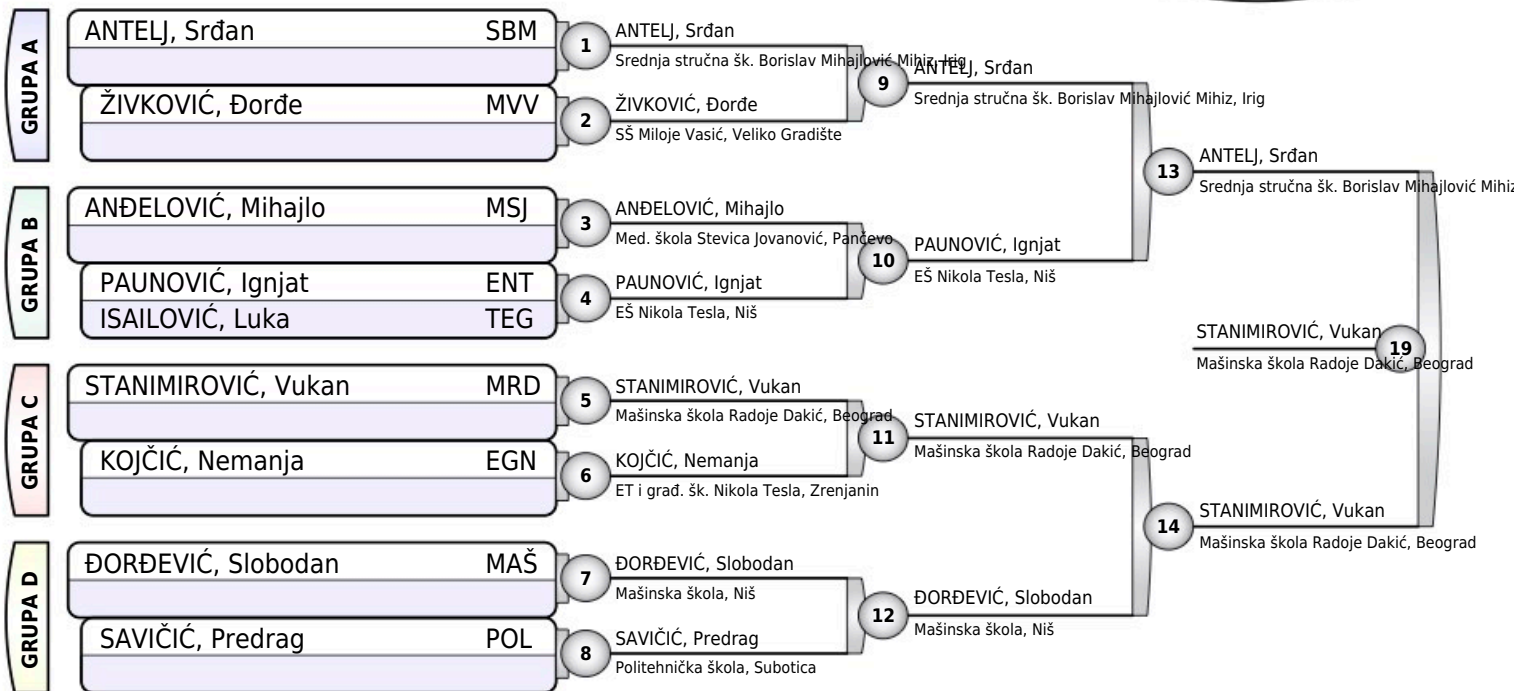 GRUPA A
ANTELJ, Srđan SBM
ŽIVKOVIĆ, Đorđe MVV
1
ANTELJ, Srđan
Srednja stručna šk. Borislav Mihajlović Mihiz, Irig
2
ŽIVKOVIĆ, Đorđe
SŠ Miloje Vasić, Veliko Gradište
9
ANTELJ, Srđan
Srednja stručna šk. Borislav Mihajlović Mihiz, Irig
13
ANTELJ, Srđan
Srednja stručna šk. Borislav Mihajlović Mihiz
GRUPA B
ANĐELOVIĆ, Mihajlo MSJ
PAUNOVIĆ, Ignjat ENT
ISAILOVIĆ, Luka TEG
3
ANĐELOVIĆ, Mihajlo
Med. škola Stevica Jovanović, Pančevo
4
PAUNOVIĆ, Ignjat
EŠ Nikola Tesla, Niš
10
PAUNOVIĆ, Ignjat
EŠ Nikola Tesla, Niš
STANIMIROVIĆ, Vukan
19
Mašinska škola Radoje Dakić, Beograd
GRUPA C
STANIMIROVIĆ, Vukan MRD
KOJČIĆ, Nemanja EGN
5
STANIMIROVIĆ, Vukan
Mašinska škola Radoje Dakić, Beograd
6
KOJČIĆ, Nemanja
ET i građ. šk. Nikola Tesla, Zrenjanin
11
STANIMIROVIĆ, Vukan
Mašinska škola Radoje Dakić, Beograd
14
STANIMIROVIĆ, Vukan
Mašinska škola Radoje Dakić, Beograd
GRUPA D
ĐORĐEVIĆ, Slobodan MAŠ
SAVIČIĆ, Predrag POL
7
ĐORĐEVIĆ, Slobodan
Mašinska škola, Niš
8
SAVIČIĆ, Predrag
Politehnička škola, Subotica
12
ĐORĐEVIĆ, Slobodan
Mašinska škola, Niš